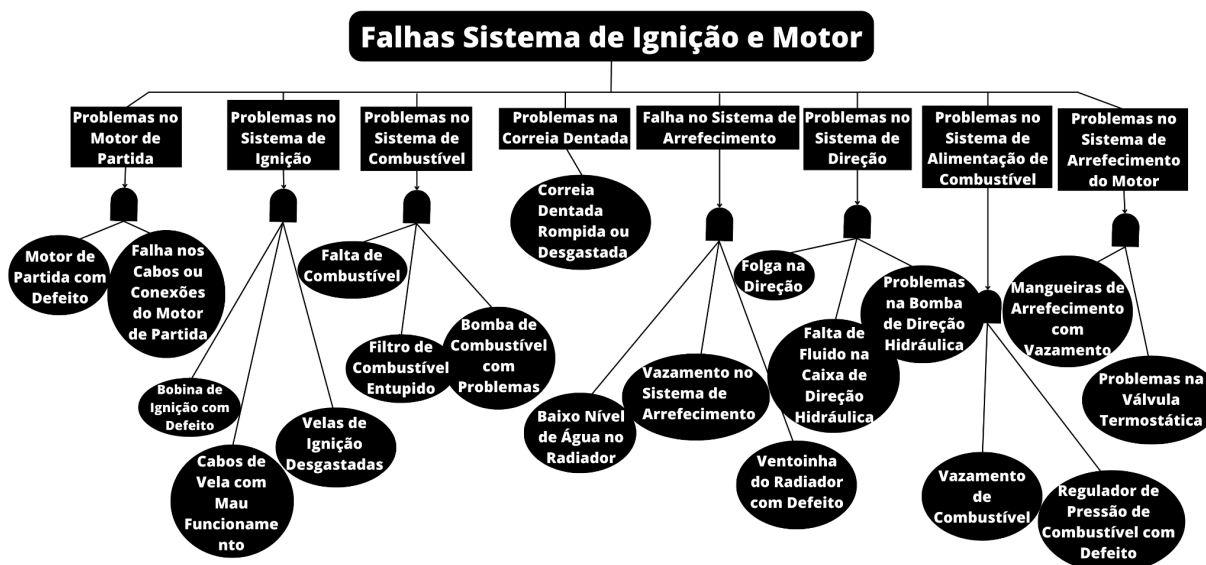 Falhas Sistema de Ignição e Motor
Problemas no
Motor de
Partida
Problemas no
Sistema de
Ignição
Problemas no
Sistema de
Combustível
Problemas na
Correia Dentada
Falha no Sistema de
Arrefecimento
Problemas no
Sistema de
Direção
Problemas no
Sistema de
Alimentação de
Combustível
Problemas no
Sistema de
Arrefecimento
do Motor
Motor de
Partida com
Defeito
Falha nos
Cabos ou
Conexões
do Motor
de Partida
Bobina de
Ignição com
Defeito
Cabos de
Vela com
Mau
Funcioname
nto
Velas de
Ignição
Desgastadas
Falta de
Combustível
Filtro de
Combustível
Entupido
Bomba de
Combustível
com
Problemas
Correia
Dentada
Rompida ou
Desgastada
Baixo Nível
de Água no
Radiador
Vazamento no
Sistema de
Arrefecimento
Ventoinha
do Radiador
com Defeito
Folga na
Direção
Falta de
Fluido na
Caixa de
Direção
Hidráulica
Problemas
na Bomba
de Direção
Hidráulica
Vazamento
de
Combustível
Regulador de
Pressão de
Combustível com
Defeito
Mangueiras de
Arrefecimento
com
Vazamento
Problemas na
Válvula
Termostática